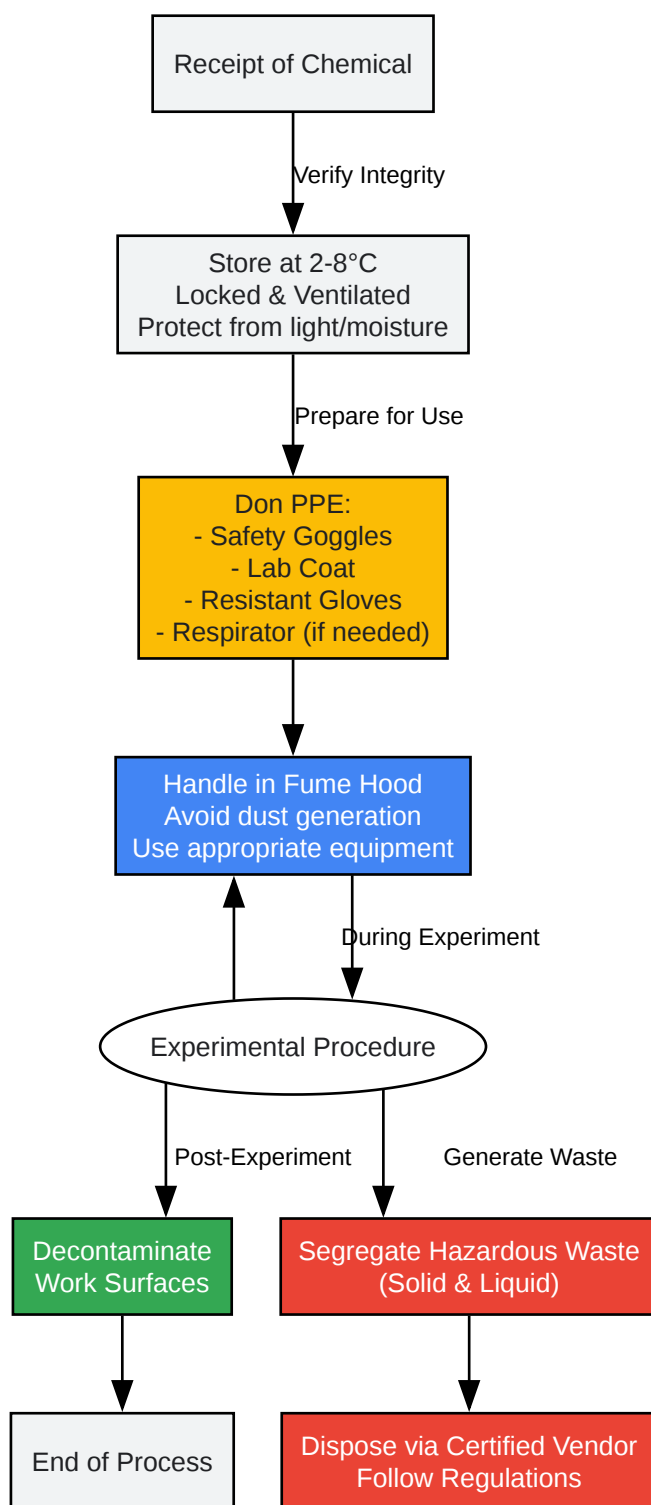 Receipt of Chemical
Verify Integrity
Store at 2-8°C
Locked & Ventilated
Protect from light/moisture
Prepare for Use
Don PPE:
- Safety Goggles
- Lab Coat
- Resistant Gloves
- Respirator (if needed)
Handle in Fume Hood
Avoid dust generation
Use appropriate equipment
During Experiment
Experimental Procedure
Post-Experiment
Generate Waste
Decontaminate
Work Surfaces
Segregate Hazardous Waste
(Solid & Liquid)
End of Process
Dispose via Certified Vendor
Follow Regulations